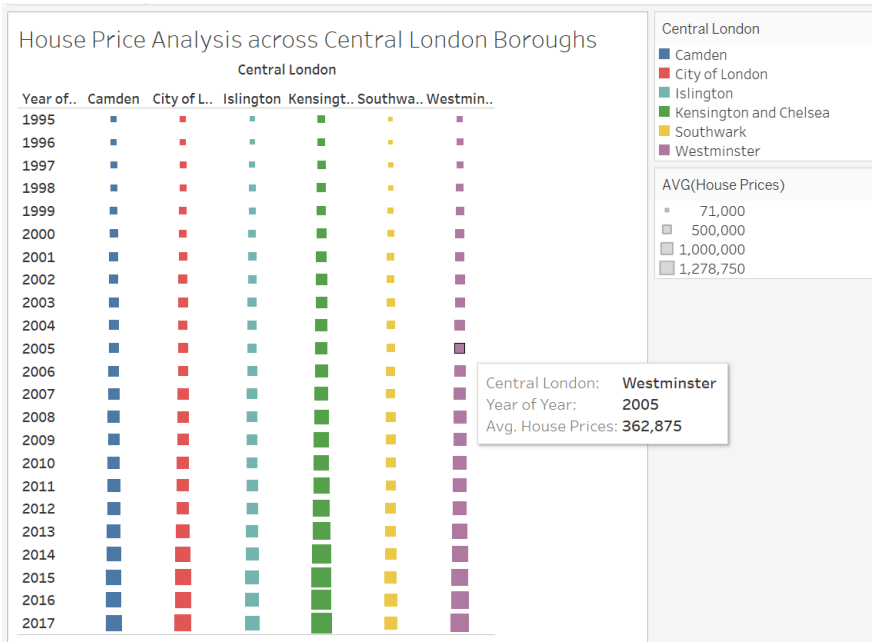 House Price Analysis across Central London Boroughs
Central London
Year of.. Camden City of L.. Islington Kensingt.. Southwa.. Westmin..
1995
1996
1997
1998
1999
2000
2001
2002
2003
2004
2005
2006
2007
2008
2009
2010
2011
2012
2013
2014
2015
2016
2017
Central London: Westminster
Year of Year: 2005
Avg. House Prices: 362,875
Central London
Camden
City of London
Islington
Kensington and Chelsea
Southwark
Westminster
AVG(House Prices)
71,000
500,000
1,000,000
1,278,750